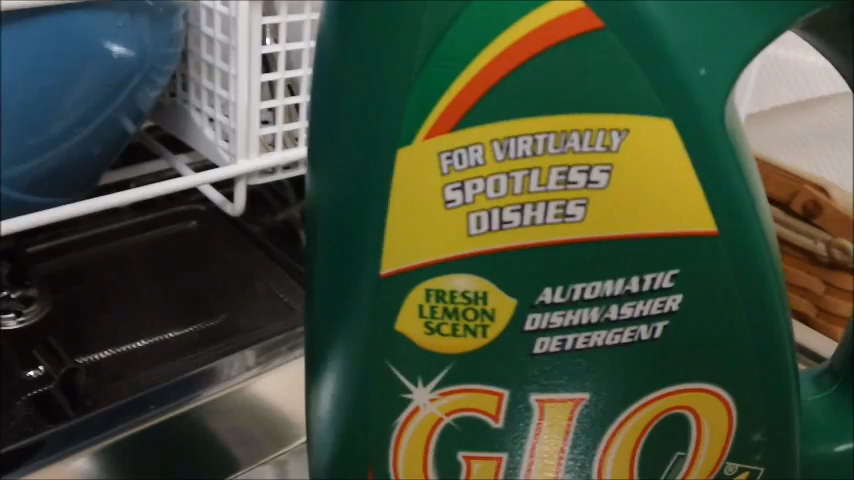 FOR VIRTUALLY
SPOTLESS
DISHES
FRESH
LEMON
SCENT
AUTOMATIC
DISHWASHER
DETERGENT
GLO
®